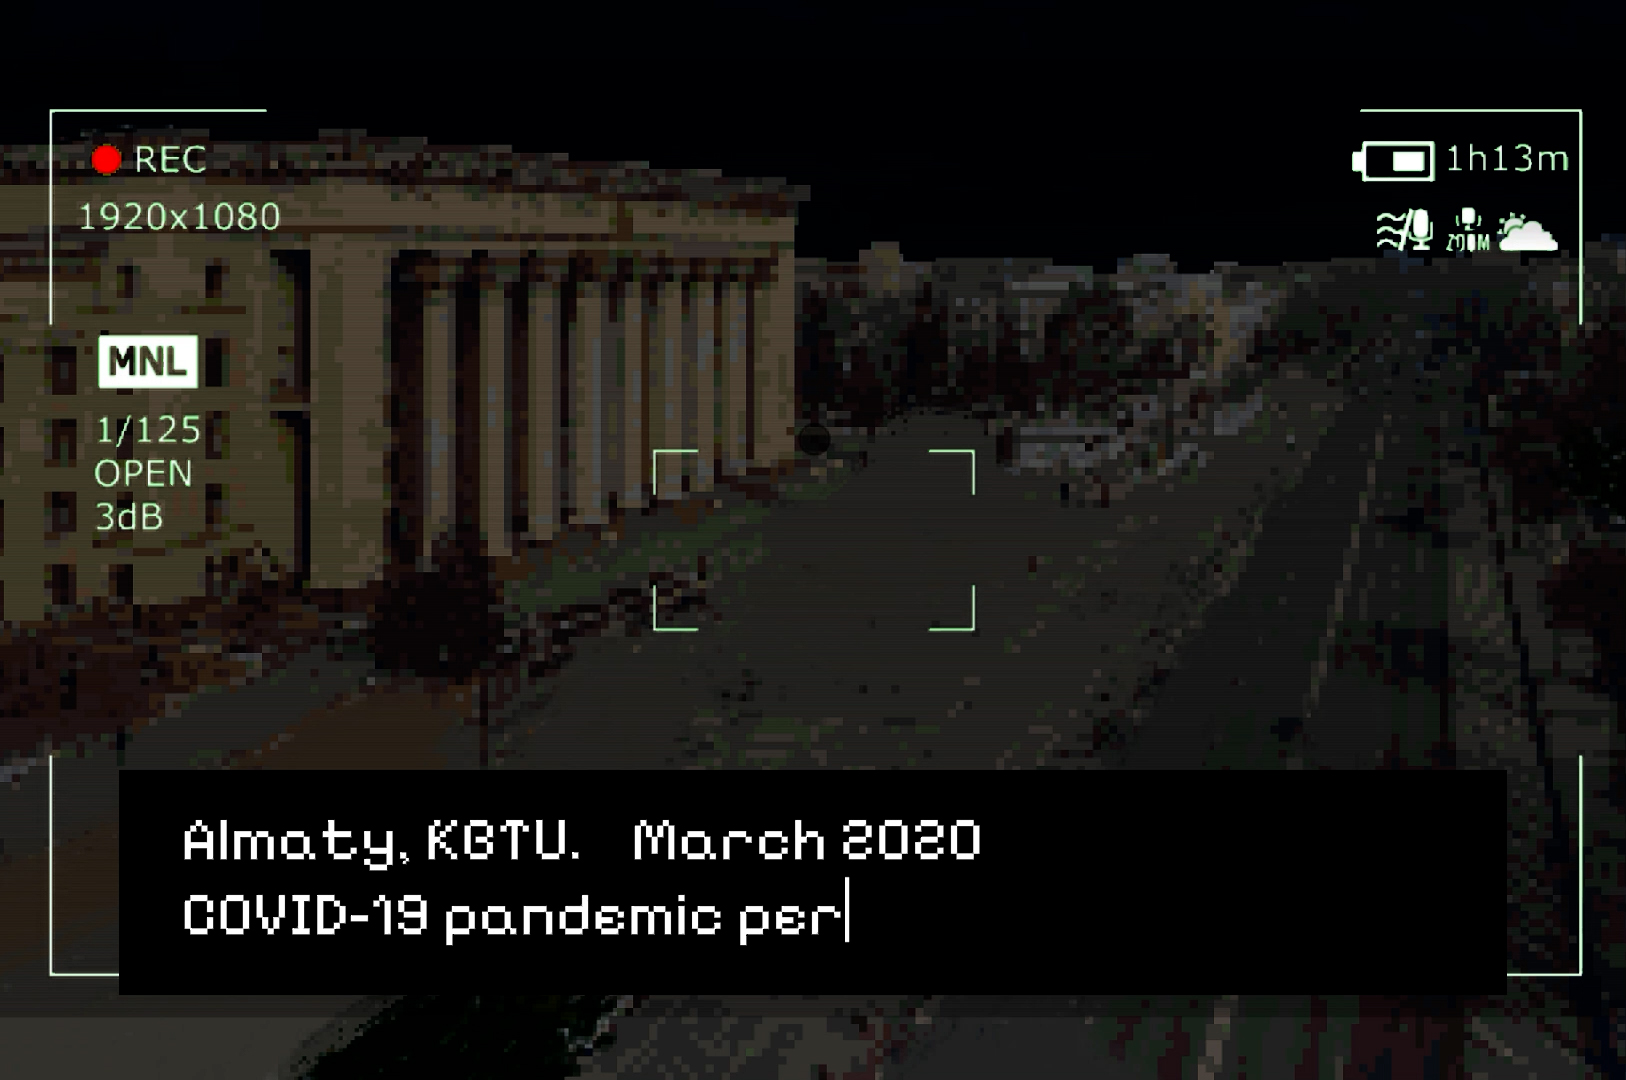 REC
1920x1080
1h13m
ZOOM
MNL
1/125
OPEN
3dB
Almaty, KBTU. March 2020
COVID-19 pandemic per